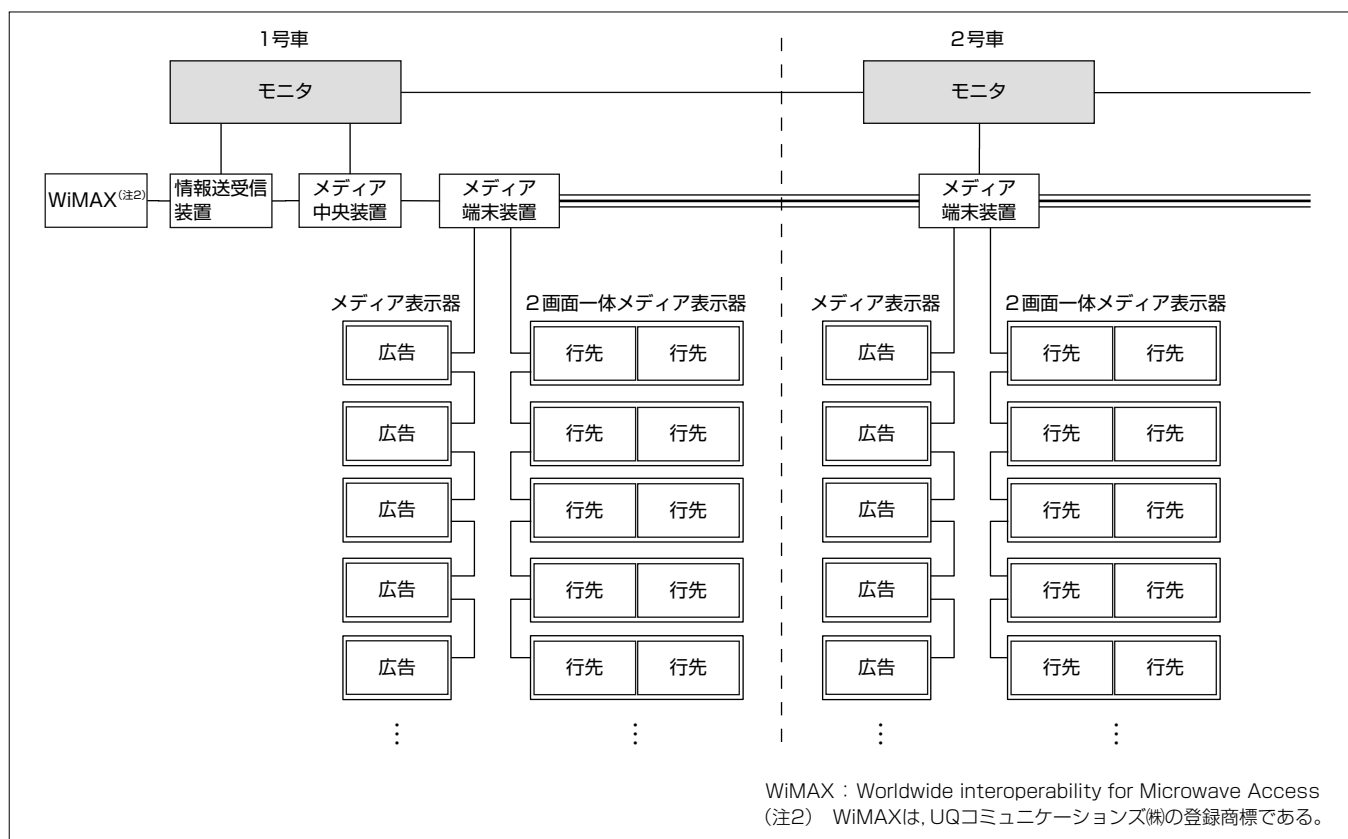 1号車
2号車
モニタ
モニタ
WiMAX(注2)
情報送受信
装置
メディア
中央装置
メディア
端末装置
メディア
端末装置
メディア表示器
2画面一体メディア表示器
メディア表示器
2画面一体メディア表示器
広告
行先
行先
広告
行先
行先
広告
行先
行先
広告
行先
行先
広告
行先
行先
広告
行先
行先
広告
行先
行先
広告
行先
行先
広告
行先
行先
広告
行先
行先
WiMAX:Worldwide interoperability for Microwave Access
(注2) WiMAXは,UQコミュニケーションズ㈱の登録商標である。